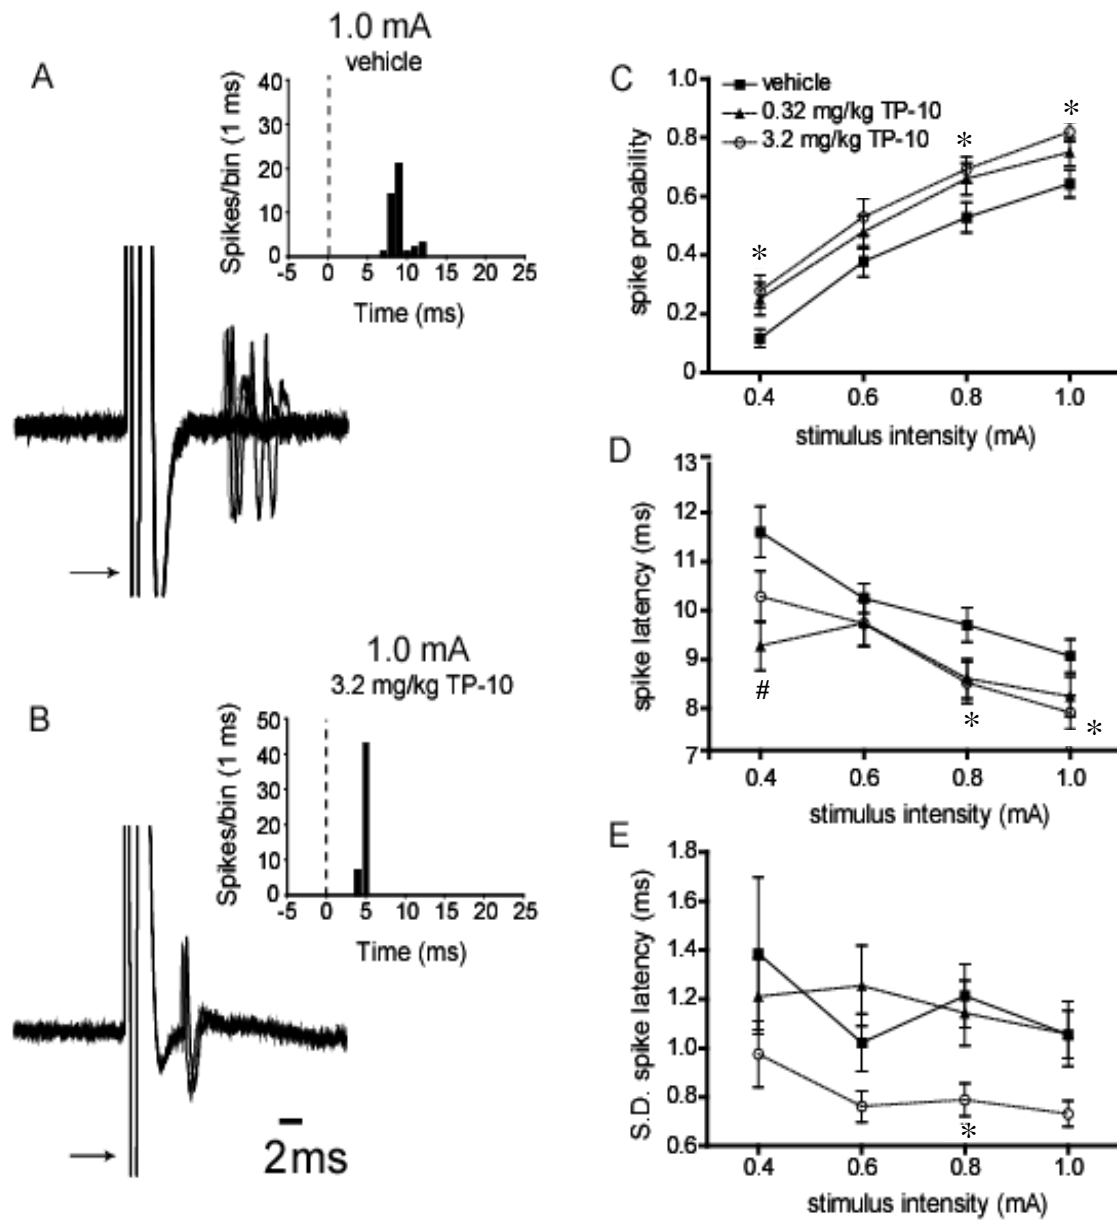 1.0 mA
vehicle
A
Spikes/bin (1 ms)
40
30
20
10
0
-5 0 5 10 15 20 25
Time (ms)
1.0 mA
3.2 mg/kg TP-10
B
Spikes/bin (1 ms)
50
40
30
20
10
0
-5 0 5 10 15 20 25
Time (ms)
2ms
C
spike probability
1.0
0.8
0.6
0.4
0.2
0
vehicle
0.32 mg/kg TP-10
3.2 mg/kg TP-10
*
*
*
0.4 0.6 0.8 1.0
stimulus intensity (mA)
D
spike latency (ms)
13
12
11
10
9
8
7
#
*
*
0.4 0.6 0.8 1.0
stimulus intensity (mA)
E
S.D. spike latency (ms)
1.8
1.6
1.4
1.2
1.0
0.8
0.6
*
0.4 0.6 0.8 1.0
stimulus intensity (mA)